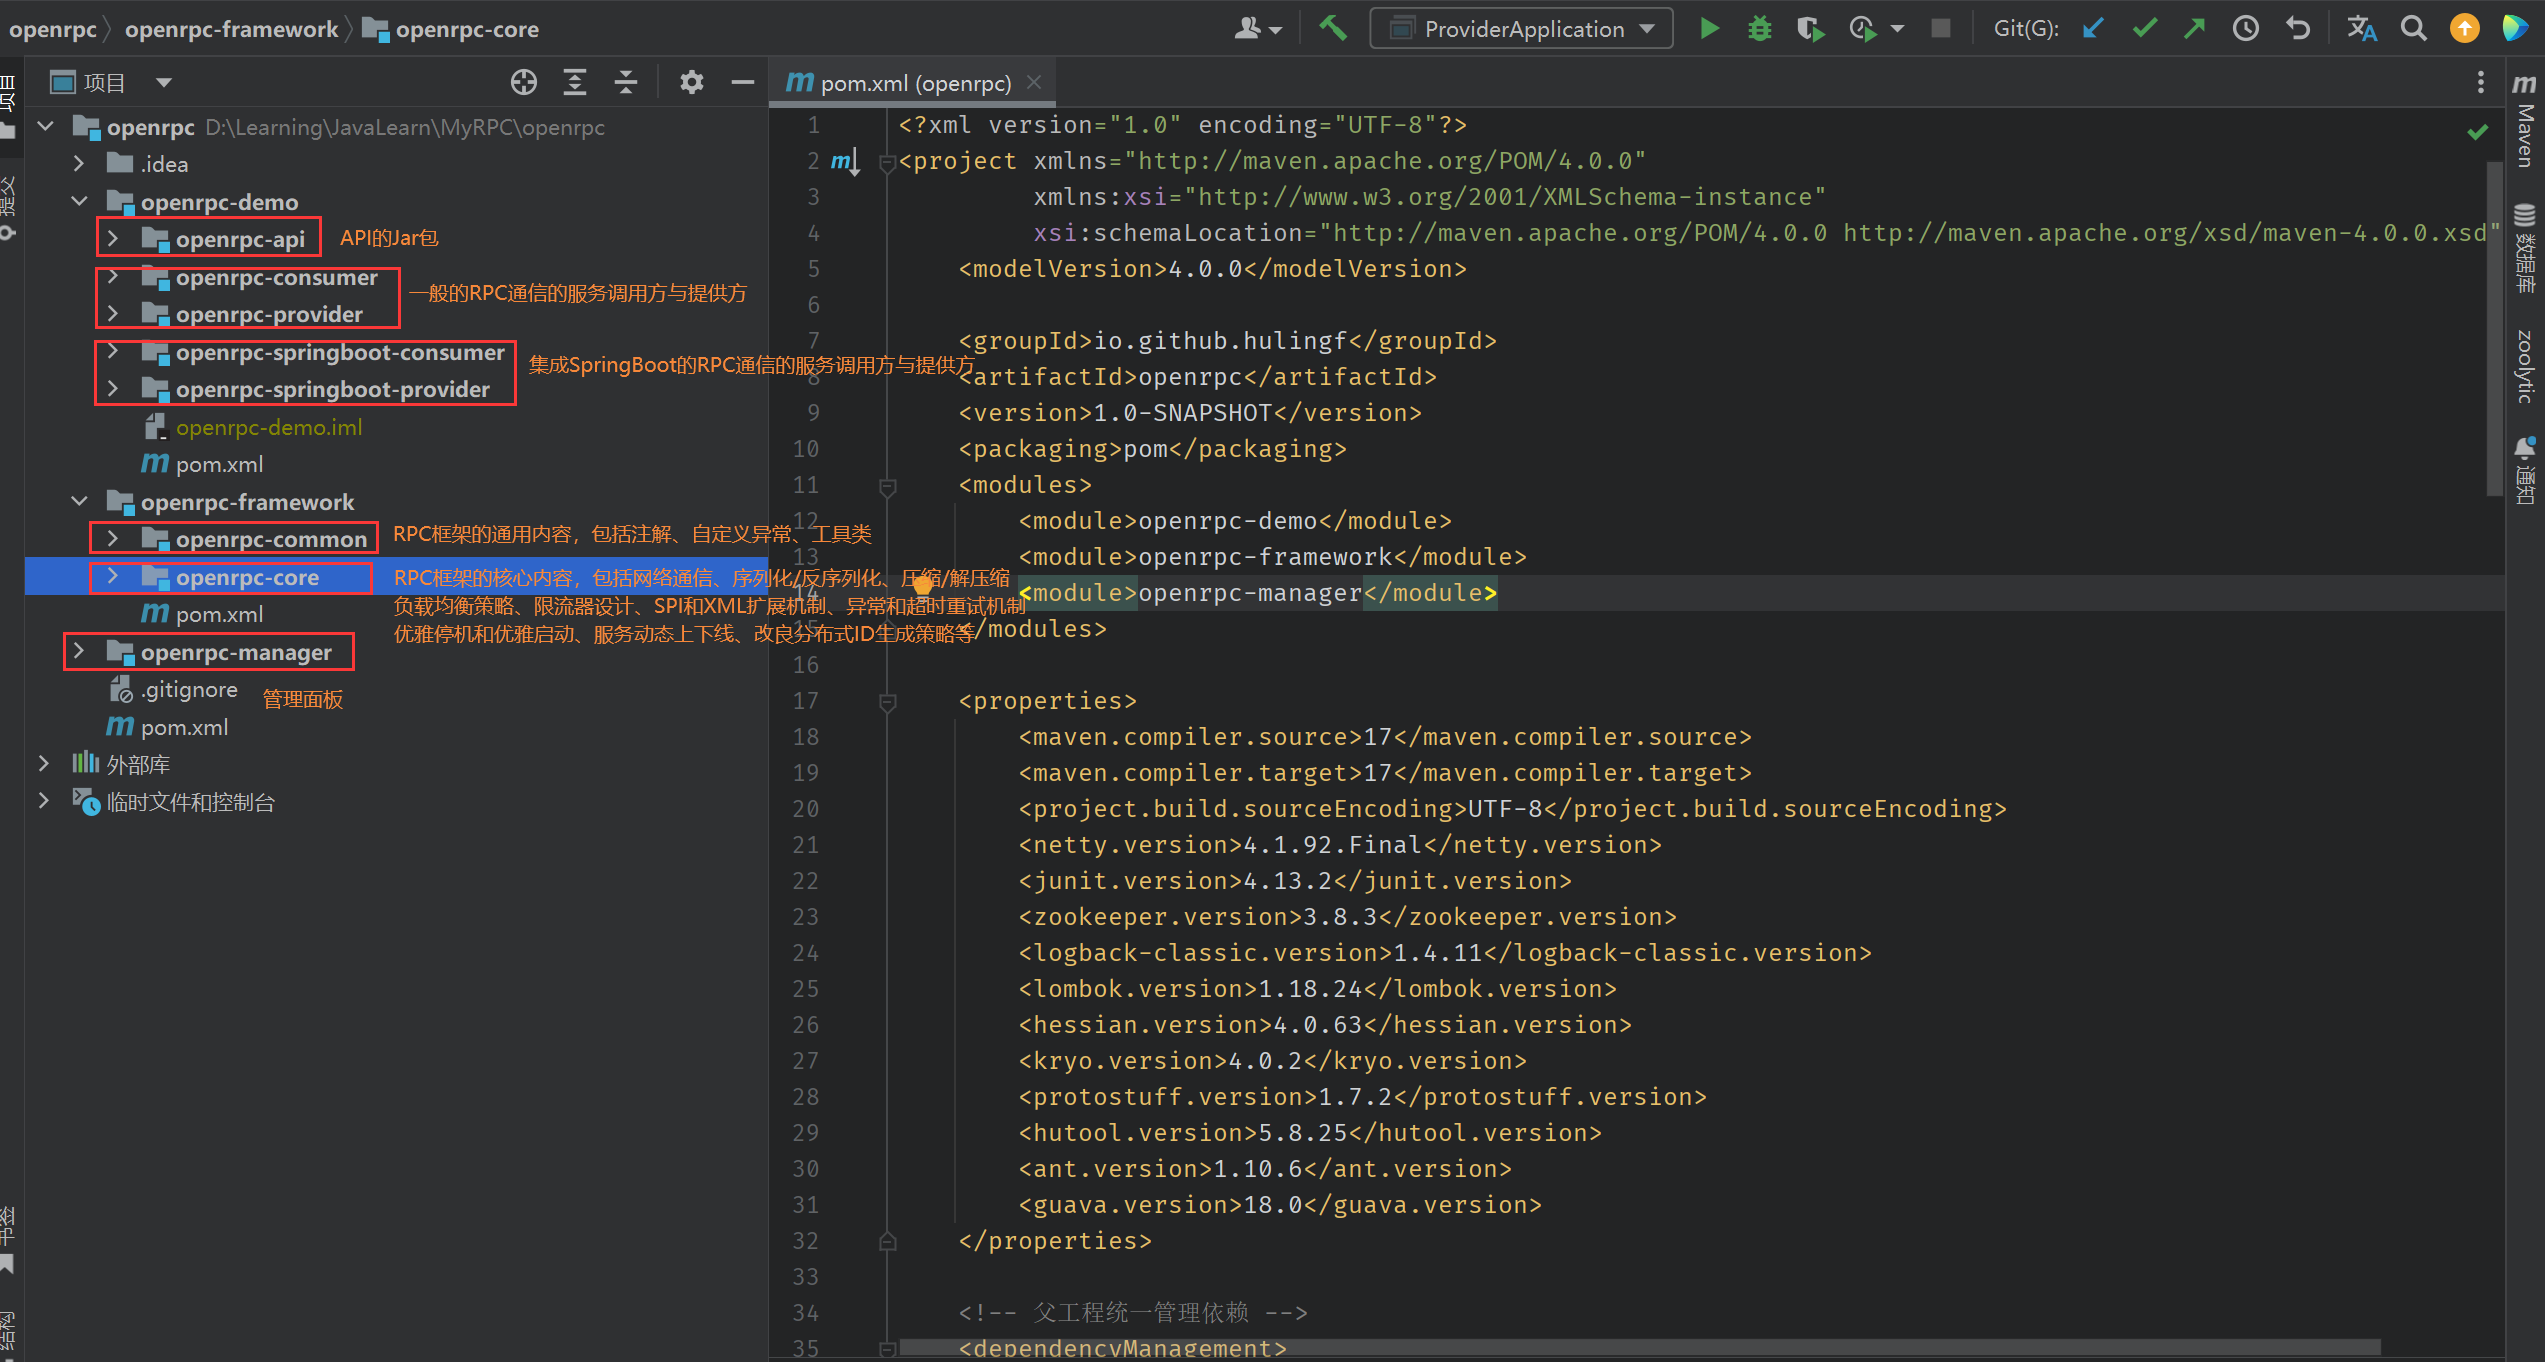 openrpc openrpc-framework openrpc-core
ProviderApplication
Git(G):
项目
提交
书签
结构
项目
openrpc D:\Learning\JavaLearn\MyRPC\openrpc
.idea
openrpc-demo
openrpc-api API的Jar包
openrpc-consumer
一般的RPC通信的服务调用方与提供方
openrpc-provider
openrpc-springboot-consumer
集成SpringBoot的RPC通信的服务调用方与提供方
openrpc-springboot-provider
openrpc-demo.iml
pom.xml
openrpc-framework
openrpc-common RPC框架的通用内容，包括注解、自定义异常、工具类
openrpc-core RPC框架的核心内容，包括网络通信、序列化/反序列化、压缩/解压缩
负载均衡策略、限流器设计、SPI和XML扩展机制、异常和超时重试机制
pom.xml
优雅停机和优雅启动、服务动态上下线、改良分布式ID生成策略等
openrpc-manager
.gitignore
管理面板
pom.xml
外部库
临时文件和控制台
pom.xml (openrpc)
1 <?xml version="1.0" encoding="UTF-8"?>
2 <project xmlns="http://maven.apache.org/POM/4.0.0"
3 xmlns:xsi="http://www.w3.org/2001/XMLSchema-instance"
4 xsi:schemaLocation="http://maven.apache.org/POM/4.0.0 http://maven.apache.org/xsd/maven-4.0.0.xsd"
5 <modelVersion>4.0.0</modelVersion>
6
7 <groupId>io.github.hulingf</groupId>
8 <artifactId>openrpc</artifactId>
9 <version>1.0-SNAPSHOT</version>
10 <packaging>pom</packaging>
11 <modules>
12 <module>openrpc-demo</module>
13 <module>openrpc-framework</module>
14 <module>openrpc-manager</module>
15 </modules>
16
17 <properties>
18 <maven.compiler.source>17</maven.compiler.source>
19 <maven.compiler.target>17</maven.compiler.target>
20 <project.build.sourceEncoding>UTF-8</project.build.sourceEncoding>
21 <netty.version>4.1.92.Final</netty.version>
22 <junit.version>4.13.2</junit.version>
23 <zookeeper.version>3.8.3</zookeeper.version>
24 <logback-classic.version>1.4.11</logback-classic.version>
25 <lombok.version>1.18.24</lombok.version>
26 <hessian.version>4.0.63</hessian.version>
27 <kryo.version>4.0.2</kryo.version>
28 <protostuff.version>1.7.2</protostuff.version>
29 <hutool.version>5.8.25</hutool.version>
30 <ant.version>1.10.6</ant.version>
31 <guava.version>18.0</guava.version>
32 </properties>
33
34 <!-- 父工程统一管理依赖 -->
35 <dependencyManagement>
Maven
数据库
zoolytic
通知